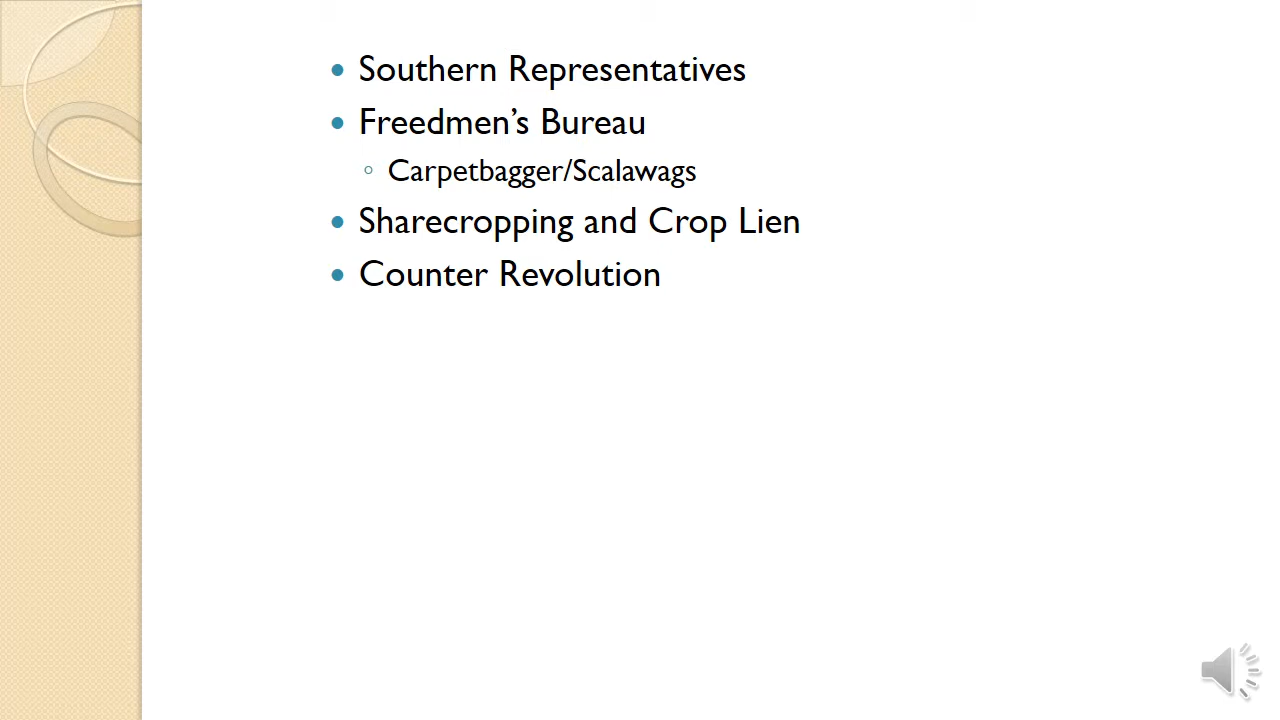 Southern Representatives
Freedmen’s Bureau
Carpetbagger/Scalawags
Sharecropping and Crop Lien
Counter Revolution